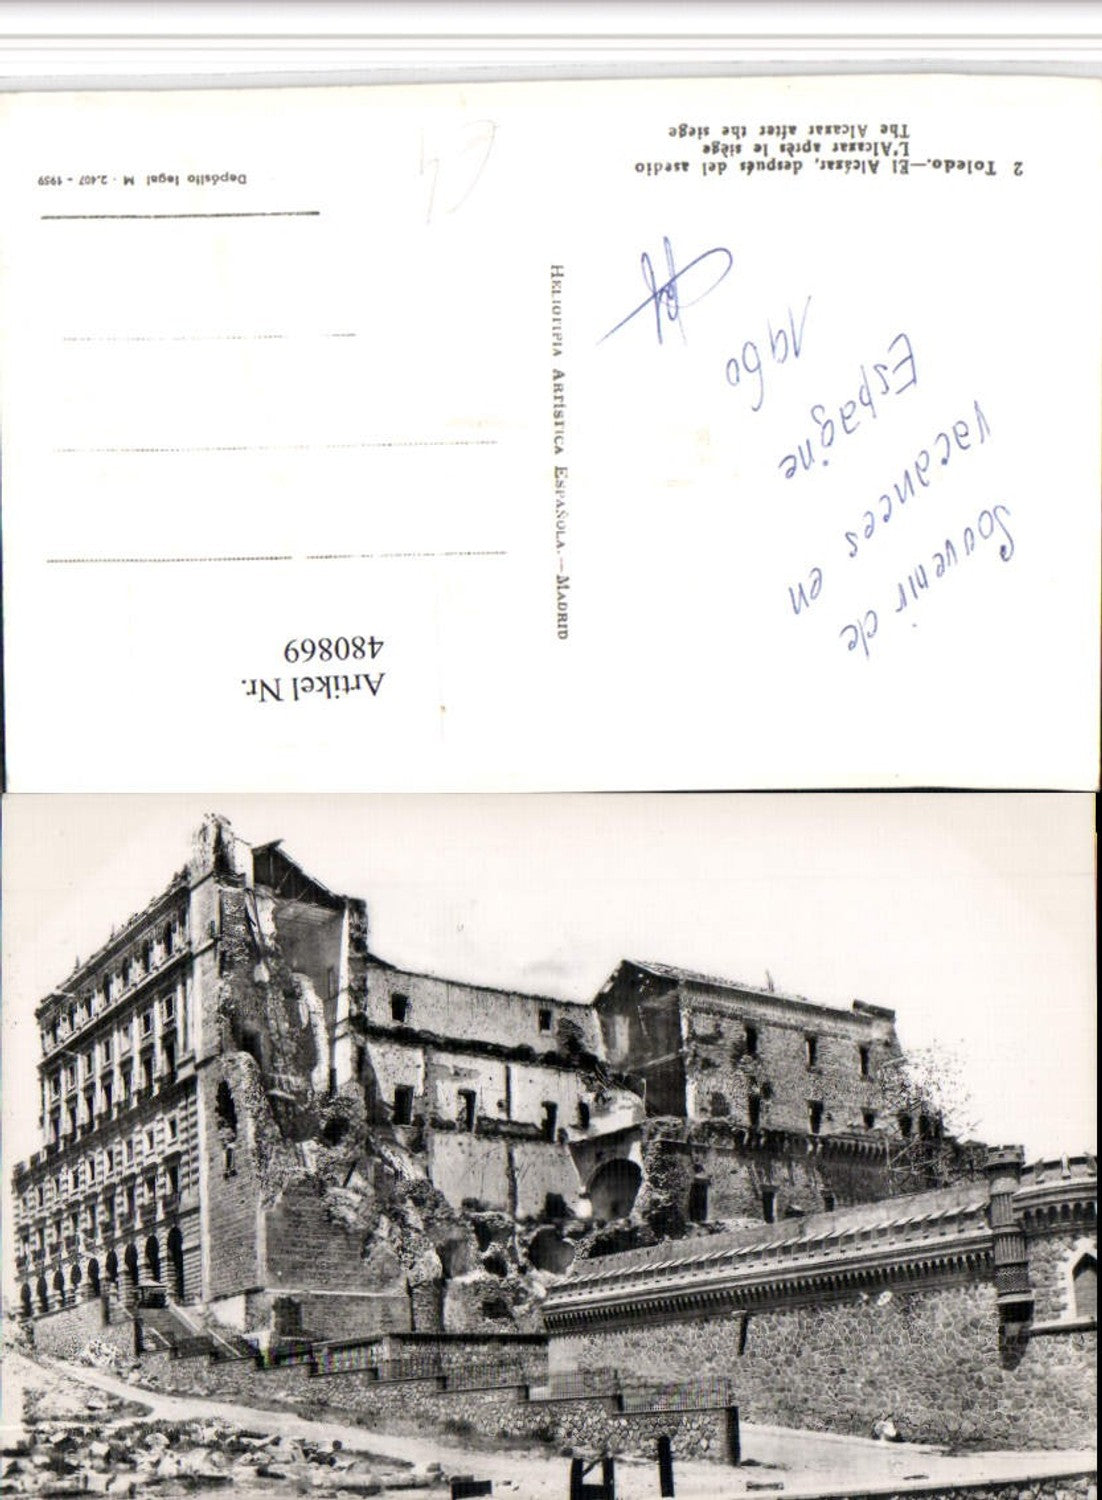 2 Toledo.—El Alcázar, después del asedio
L'Alcazar après le siège
The Alcazar after the siege
Souvenir de
vacances en
Espagne
1960
HELIOTIPIA ARTÍSTICA ESPAÑOLA.—MADRID
Depósito legal M - 2.407 - 1959
Artikel Nr.
480869